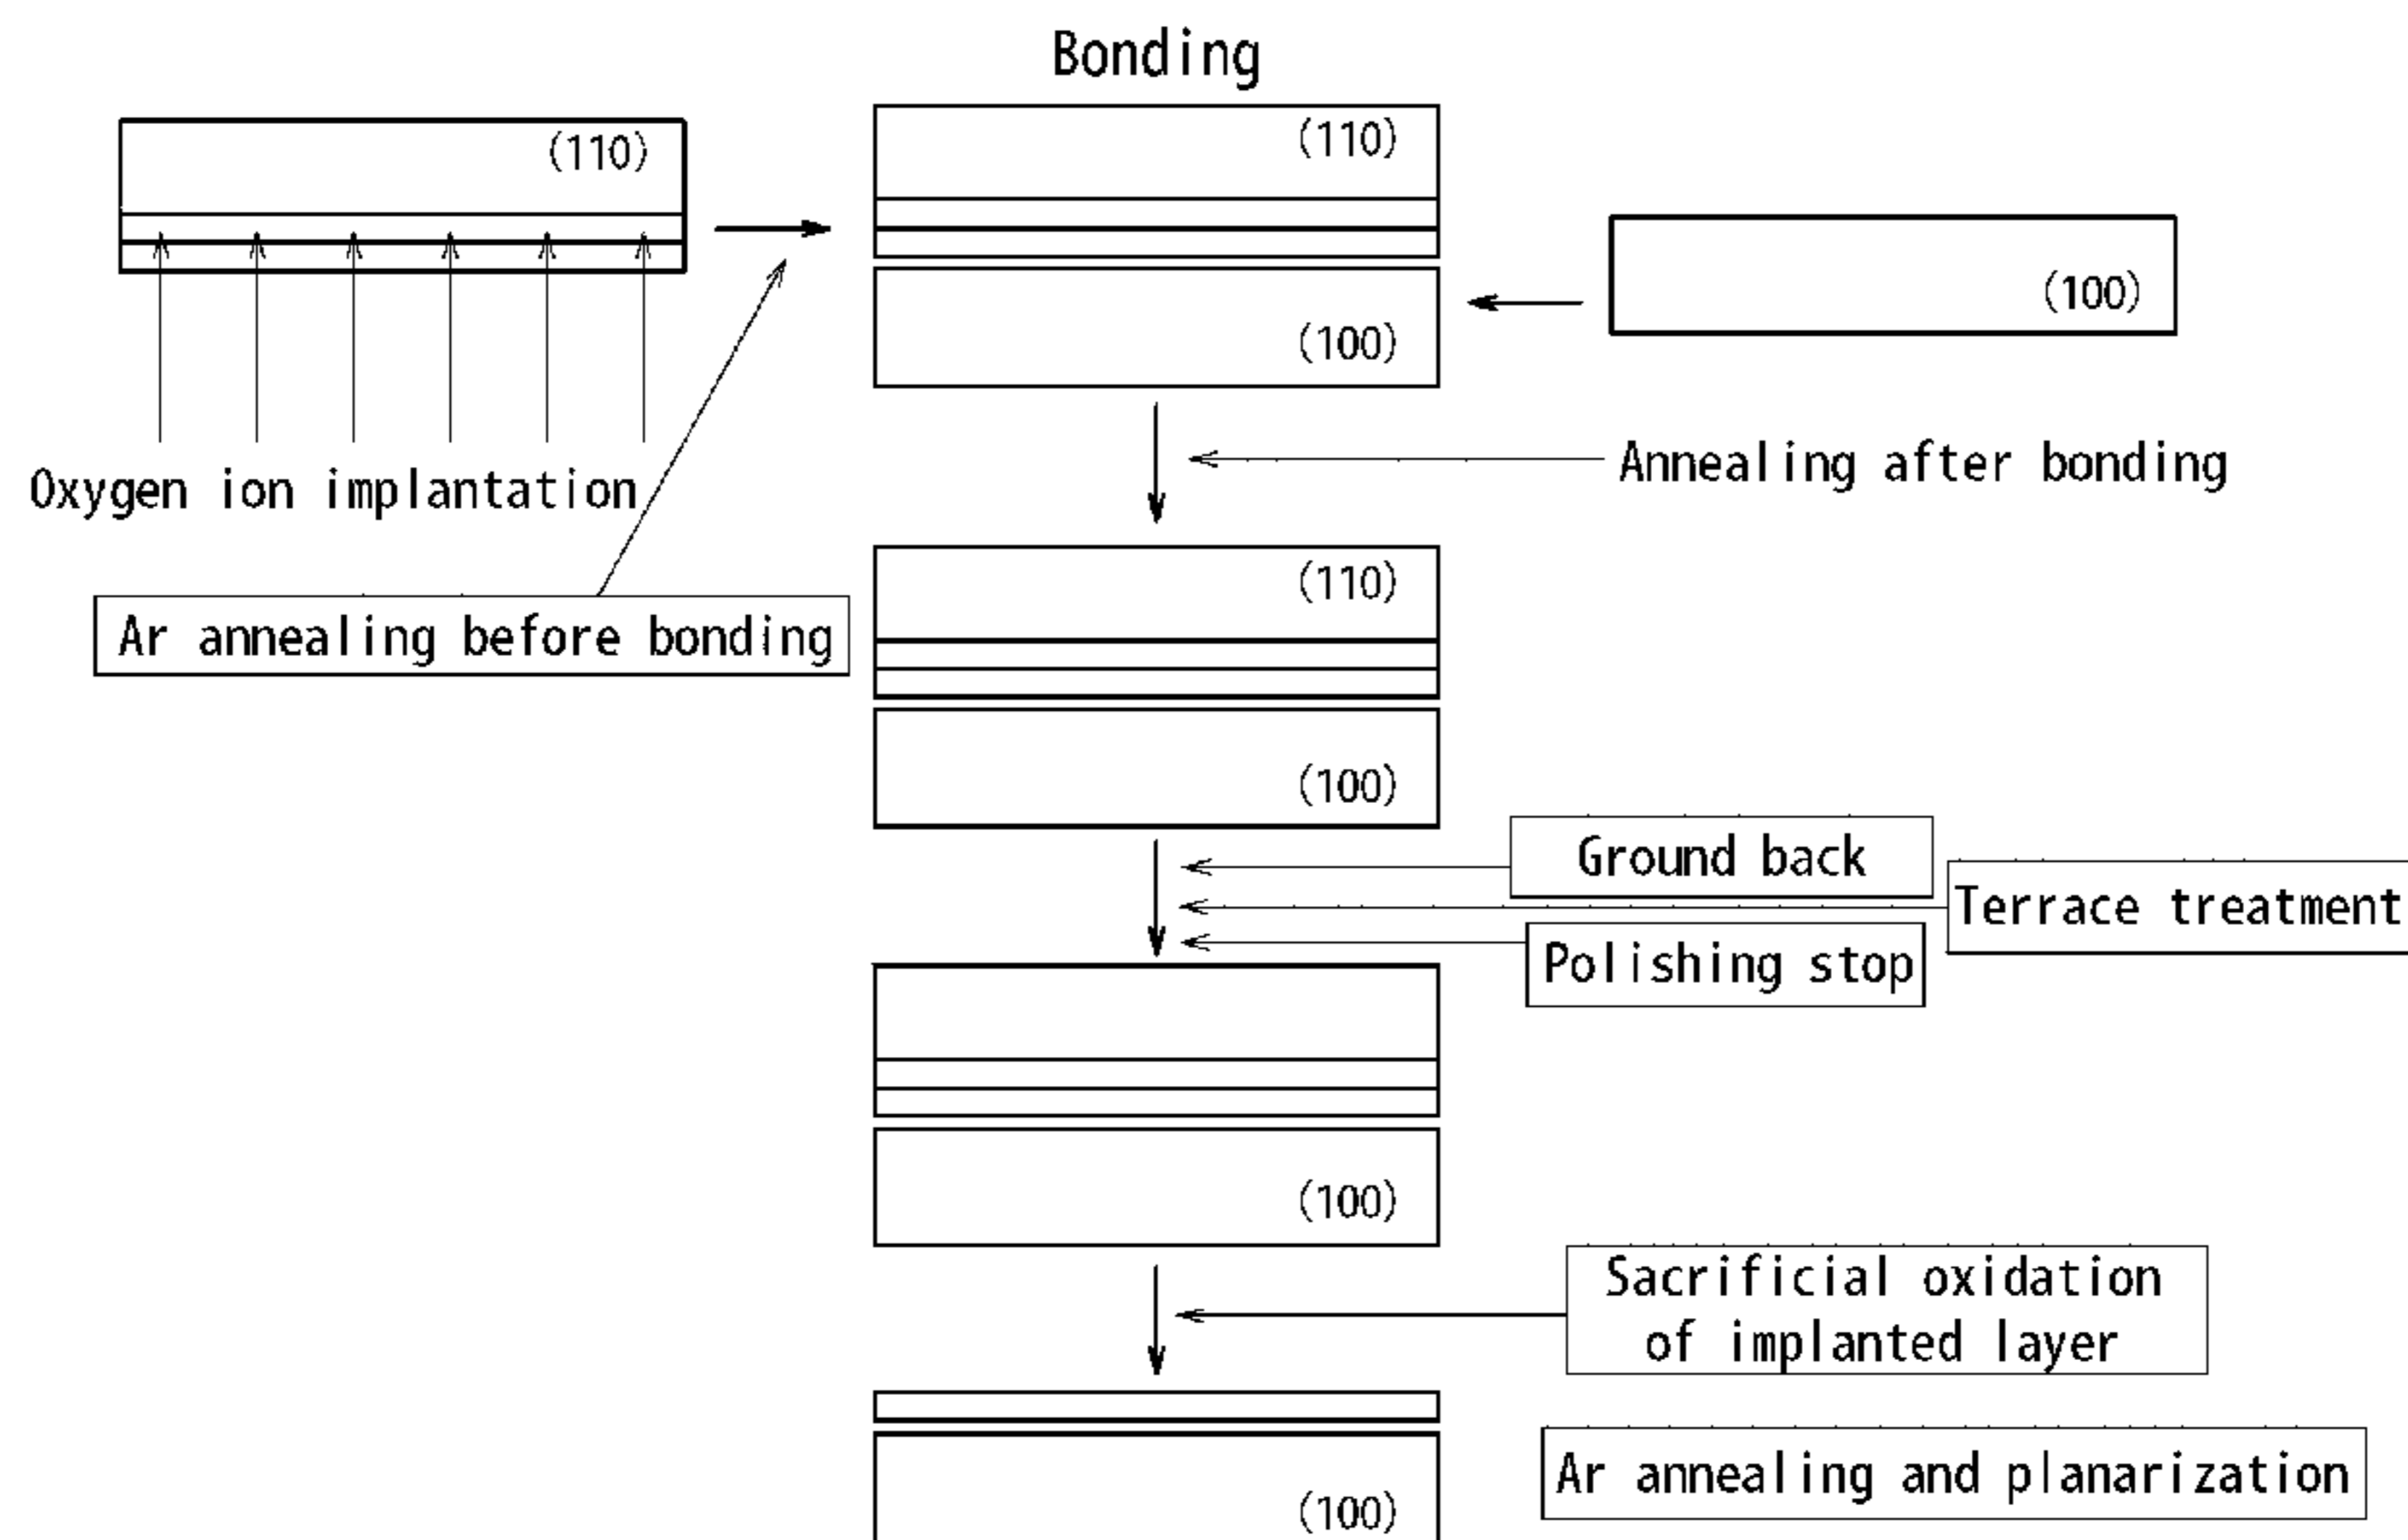 Bonding
(110)
(110)
(100)
(100)
Oxygen ion implantation
Annealing after bonding
(110)
Ar annealing before bonding
(100)
Ground back
Terrace treatment
Polishing stop
(100)
Sacrificial oxidation
of implanted layer
Ar annealing and planarization
(100)